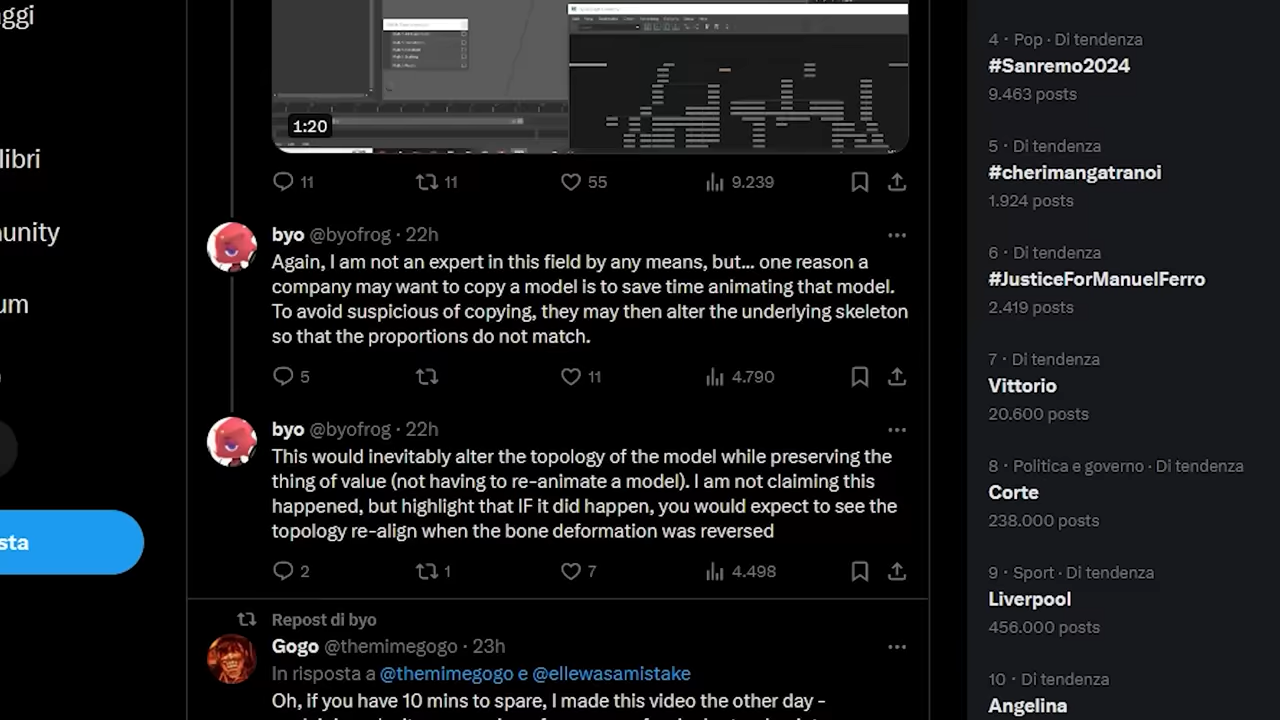 ggi
libri
unity
um
sta
1:20
11 11 55 9.239
byo @byofrog · 22h
Again, I am not an expert in this field by any means, but... one reason a
company may want to copy a model is to save time animating that model.
To avoid suspicious of copying, they may then alter the underlying skeleton
so that the proportions do not match.
5 11 4.790
byo @byofrog · 22h
This would inevitably alter the topology of the model while preserving the
thing of value (not having to re-animate a model). I am not claiming this
happened, but highlight that IF it did happen, you would expect to see the
topology re-align when the bone deformation was reversed
2 1 7 4.498
Repost di byo
Gogo @themimegogo · 23h
In risposta a @themimegogo e @ellewasamistake
Oh, if you have 10 mins to spare, I made this video the other day -
4 · Pop · Di tendenza
#Sanremo2024
9.463 posts
5 · Di tendenza
#cherimangatranoi
1.924 posts
6 · Di tendenza
#JusticeForManuelFerro
2.419 posts
7 · Di tendenza
Vittorio
20.600 posts
8 · Politica e governo · Di tendenza
Corte
238.000 posts
9 · Sport · Di tendenza
Liverpool
456.000 posts
10 · Di tendenza
Angelina